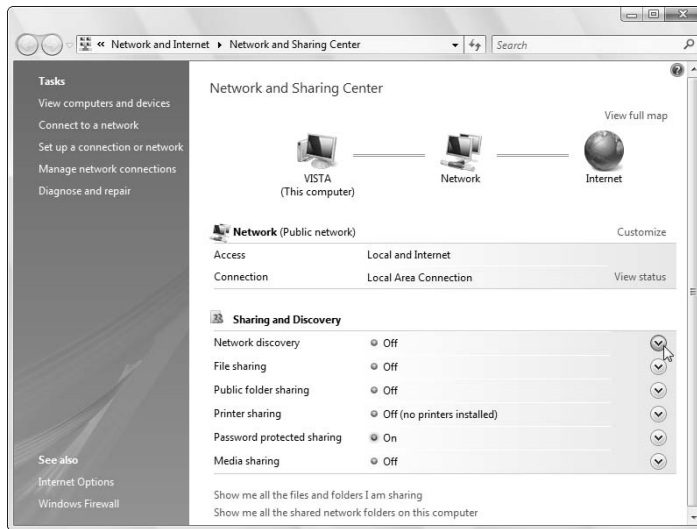 « Network and Internet ▸ Network and Sharing Center
Search
Tasks
View computers and devices
Connect to a network
Set up a connection or network
Manage network connections
Diagnose and repair
See also
Internet Options
Windows Firewall
Network and Sharing Center
View full map
VISTA
(This computer)
Network
Internet
Network (Public network) Customize
Access Local and Internet
Connection Local Area Connection View status
Sharing and Discovery
Network discovery Off
File sharing Off
Public folder sharing Off
Printer sharing Off (no printers installed)
Password protected sharing On
Media sharing Off
Show me all the files and folders I am sharing
Show me all the shared network folders on this computer